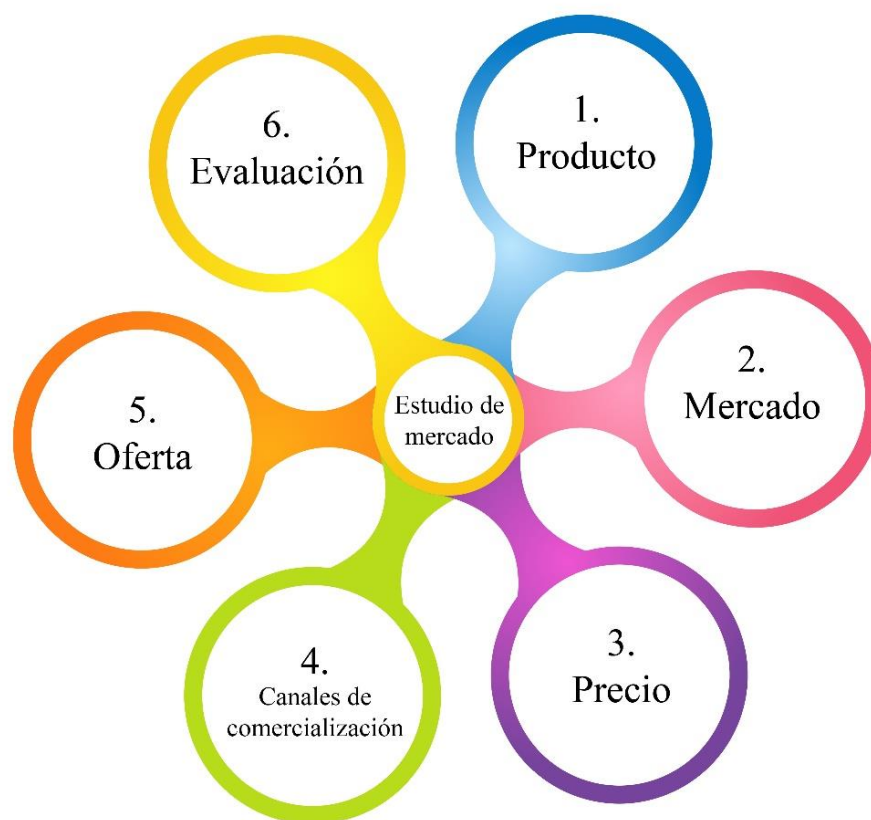 1.
Producto
2.
Mercado
3.
Precio
4.
Canales de
comercialización
5.
Oferta
6.
Evaluación
Estudio de
mercado